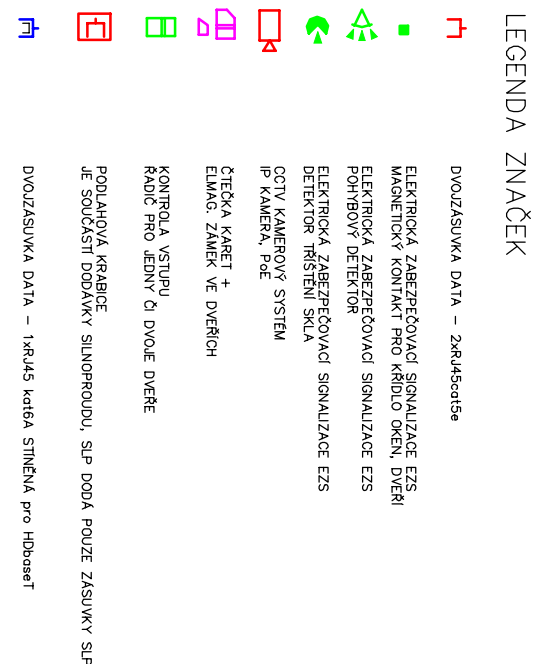 LEGENDA ZNAČEK
DVOJZÁSUVKA DATA – 2xRJ45cat5e
ELEKTRICKÁ ZABEZPEČOVACÍ SIGNALIZACE EZS
MAGNETICKÝ KONTAKT PRO KŘÍDLO OKEN, DVEŘÍ
ELEKTRICKÁ ZABEZPEČOVACÍ SIGNALIZACE EZS
POHYBOVÝ DETEKTOR
ELEKTRICKÁ ZABEZPEČOVACÍ SIGNALIZACE EZS
DETEKTOR TŘÍŠTĚNÍ SKLA
CCTV KAMEROVÝ SYSTÉM
IP KAMERA, PoE
ČTEČKA KARET +
ELMAG. ZÁMEK VE DVEŘÍCH
KONTROLA VSTUPU
ŘADIČ PRO JEDNY ČI DVOJE DVEŘE
PODLAHOVÁ KRABICE
JE SOUČÁSTÍ DODÁVKY SILNOPROUDU, SLP DODÁ POUZE ZÁSUVKY SLP
DVOJZÁSUVKA DATA – 1xRJ45 kat6A STÍNĚNÁ pro HDbaseT